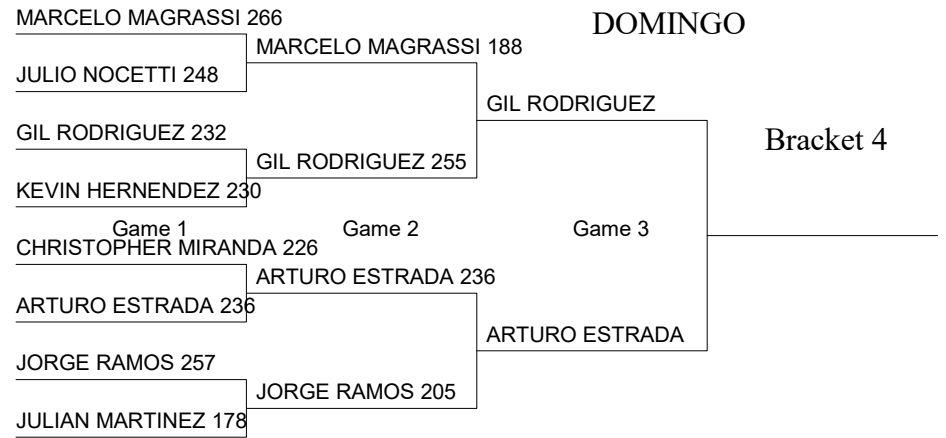 MARCELO MAGRASSI 266
DOMINGO
MARCELO MAGRASSI 188
JULIO NOCETTI 248
GIL RODRIGUEZ
GIL RODRIGUEZ 232
Bracket 4
GIL RODRIGUEZ 255
KEVIN HERNENDEZ 230
Game 1
Game 2
Game 3
CHRISTOPHER MIRANDA 226
ARTURO ESTRADA 236
ARTURO ESTRADA 236
ARTURO ESTRADA
JORGE RAMOS 257
JORGE RAMOS 205
JULIAN MARTINEZ 178